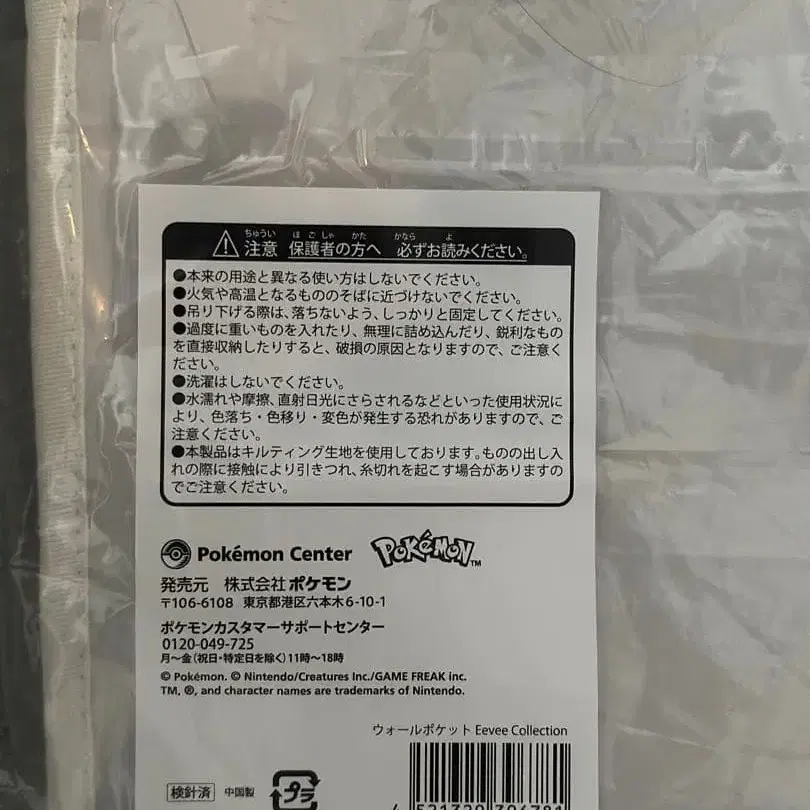 ちゅうい ほごしゃ かた かなら よ
注意 保護者の方へ 必ずお読みください。
●本来の用途と異なる使い方はしないでください。
●火気や高温となるもののそばに近づけないでください。
●吊り下げる際は、落ちないよう、しっかりと固定してください。
●過度に重いものを入れたり、無理に詰め込んだり、鋭利なもの
を直接収納したりすると、破損の原因となりますので、ご注意く
ださい。
●洗濯はしないでください。
●水濡れや摩擦、直射日光にさらされるなどといった使用状況に
より、色落ち・色移り・変色が発生する恐れがありますので、ご
注意ください。
●本製品はキルティング生地を使用しております。ものの出し入
れの際に接触により引きつれ、糸切れを起こす場合があります
のでご注意ください。
Pokémon Center POKéMON TM
発売元 株式会社ポケモン
〒106-6108 東京都港区六本木6-10-1
ポケモンカスタマーサポートセンター
0120-049-725
月~金(祝日・特定日を除く)11時~18時
© Pokémon. © Nintendo/Creatures Inc./GAME FREAK inc.
TM, ®, and character names are trademarks of Nintendo.
ウォールポケット Eevee Collection
検針済 中国製 プラ